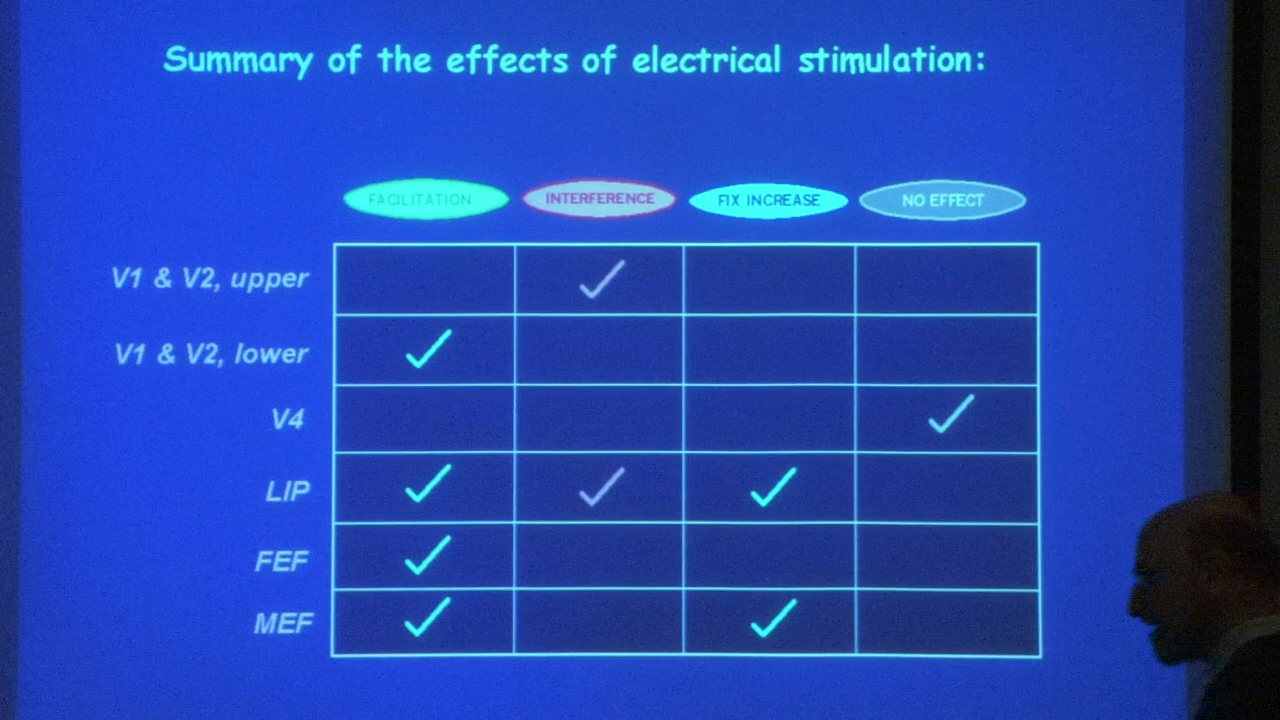 Summary of the effects of electrical stimulation:
FACILITATION INTERFERENCE FIX INCREASE NO EFFECT
V1 & V2, upper
V1 & V2, lower
V4
LIP
FEF
MEF